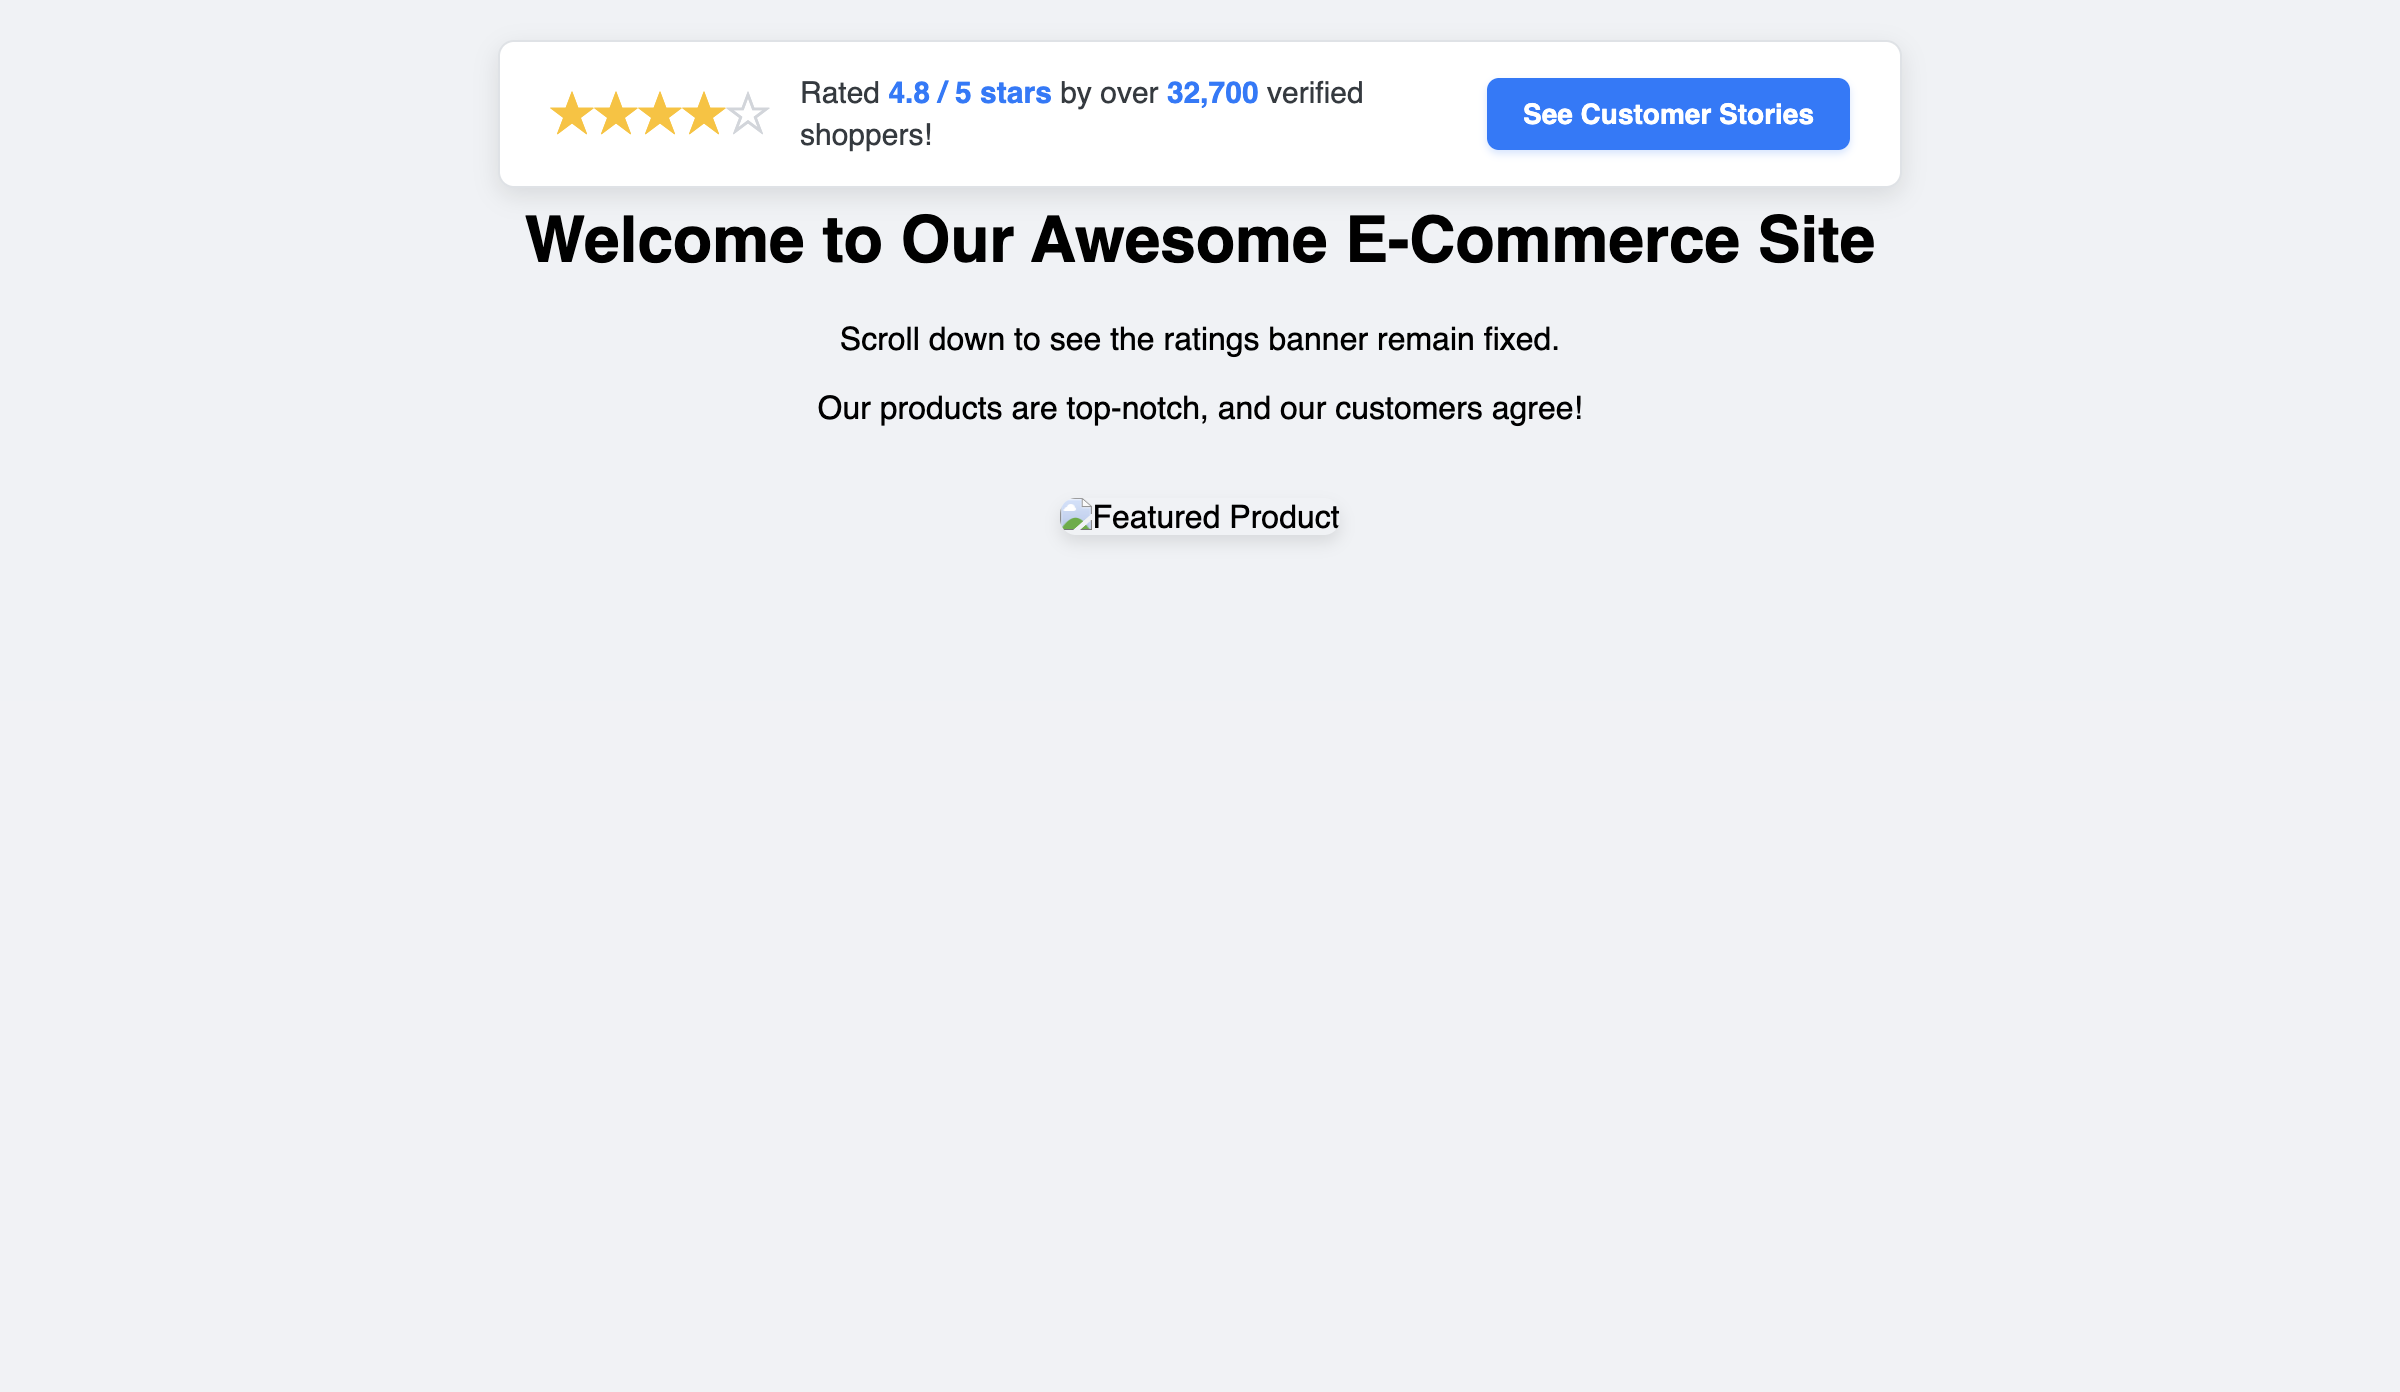 Rated 4.8 / 5 stars by over 32,700 verified
shoppers!
See Customer Stories
Welcome to Our Awesome E-Commerce Site
Scroll down to see the ratings banner remain fixed.
Our products are top-notch, and our customers agree!
Featured Product